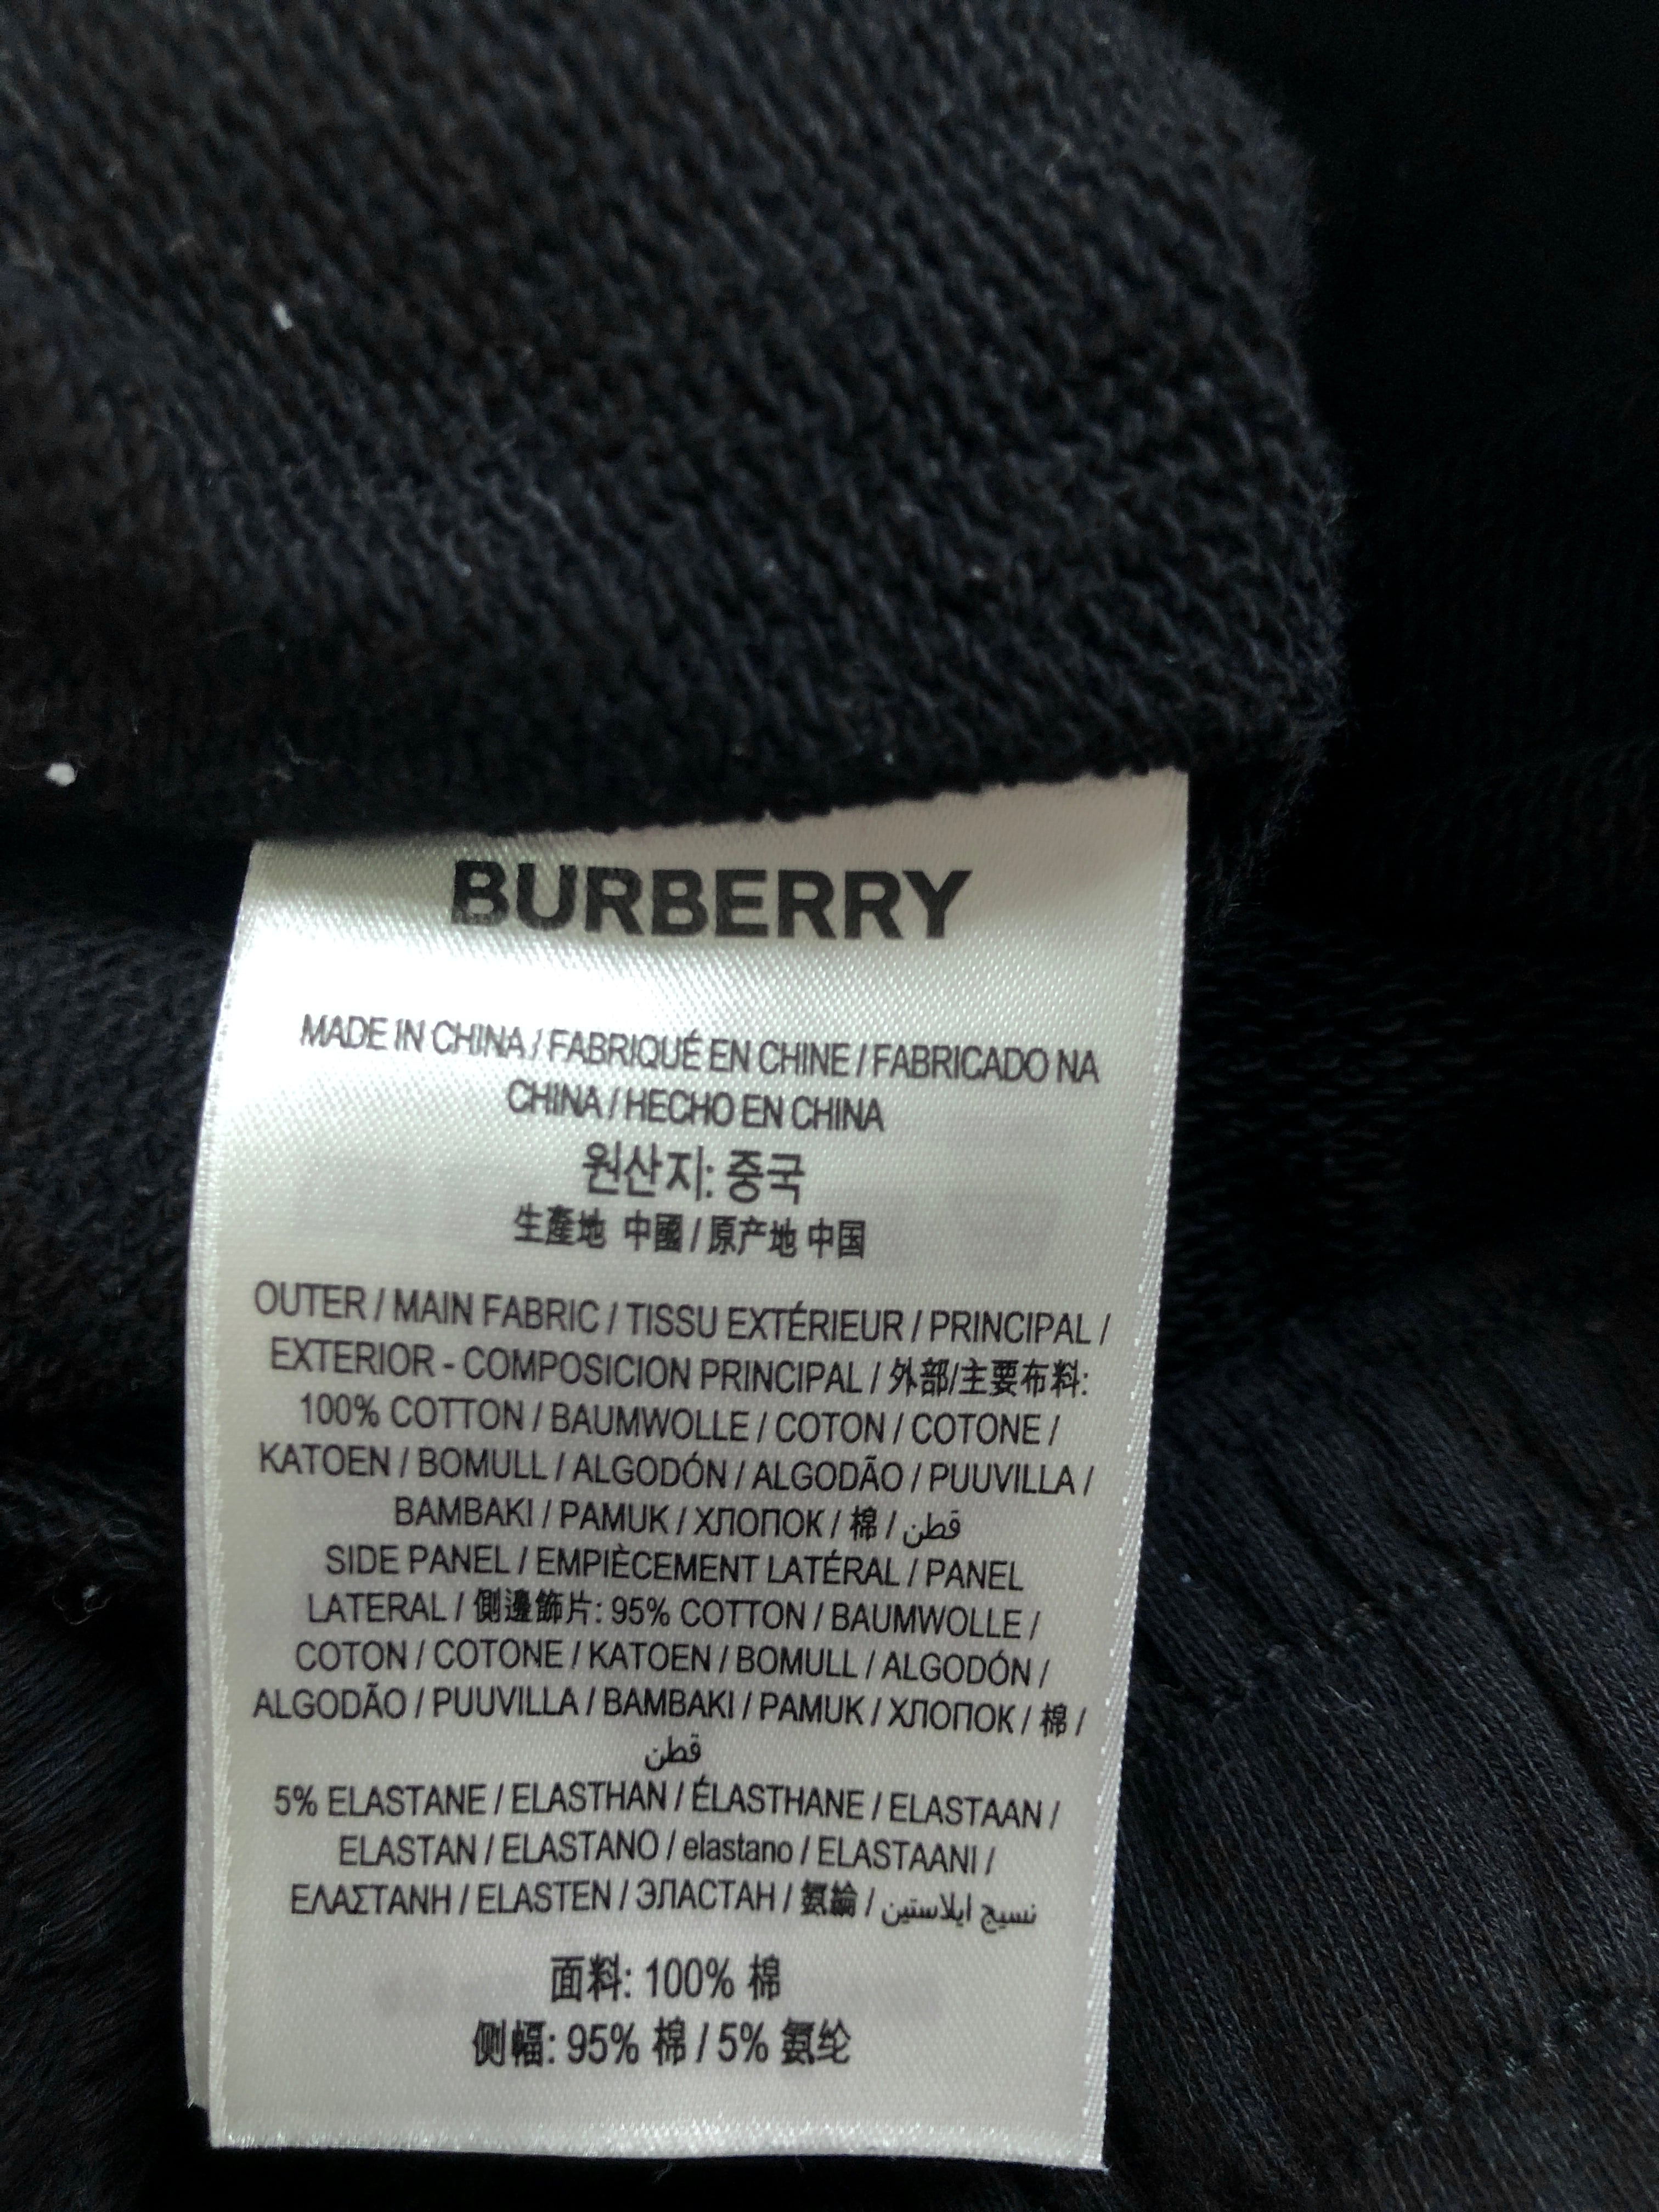 BURBERRY
MADE IN CHINA / FABRIQUÉ EN CHINE / FABRICADO NA
CHINA / HECHO EN CHINA
원산지: 중국
生產地 中國 / 原产地 中国
OUTER / MAIN FABRIC / TISSU EXTÉRIEUR / PRINCIPAL /
EXTERIOR - COMPOSICION PRINCIPAL / 外部/主要布料:
100% COTTON / BAUMWOLLE / COTON / COTONE /
KATOEN / BOMULL / ALGODÓN / ALGODÃO / PUUVILLA /
BAMBAKI / PAMUK / ХЛОПОК / 棉 / قطن
SIDE PANEL / EMPIÈCEMENT LATÉRAL / PANEL
LATERAL / 側邊飾片: 95% COTTON / BAUMWOLLE /
COTON / COTONE / KATOEN / BOMULL / ALGODÓN /
ALGODÃO / PUUVILLA / BAMBAKI / PAMUK / ХЛОПОК / 棉 /
قطن
5% ELASTANE / ELASTHAN / ÉLASTHANE / ELASTAAN /
ELASTAN / ELASTANO / elastano / ELASTAANI /
ΕΛΑΣΤΑΝΗ / ELASTEN / ЭЛАСТАН / 氨綸 / نسيج ايلاستين
面料: 100% 棉
侧幅: 95% 棉 / 5% 氨纶